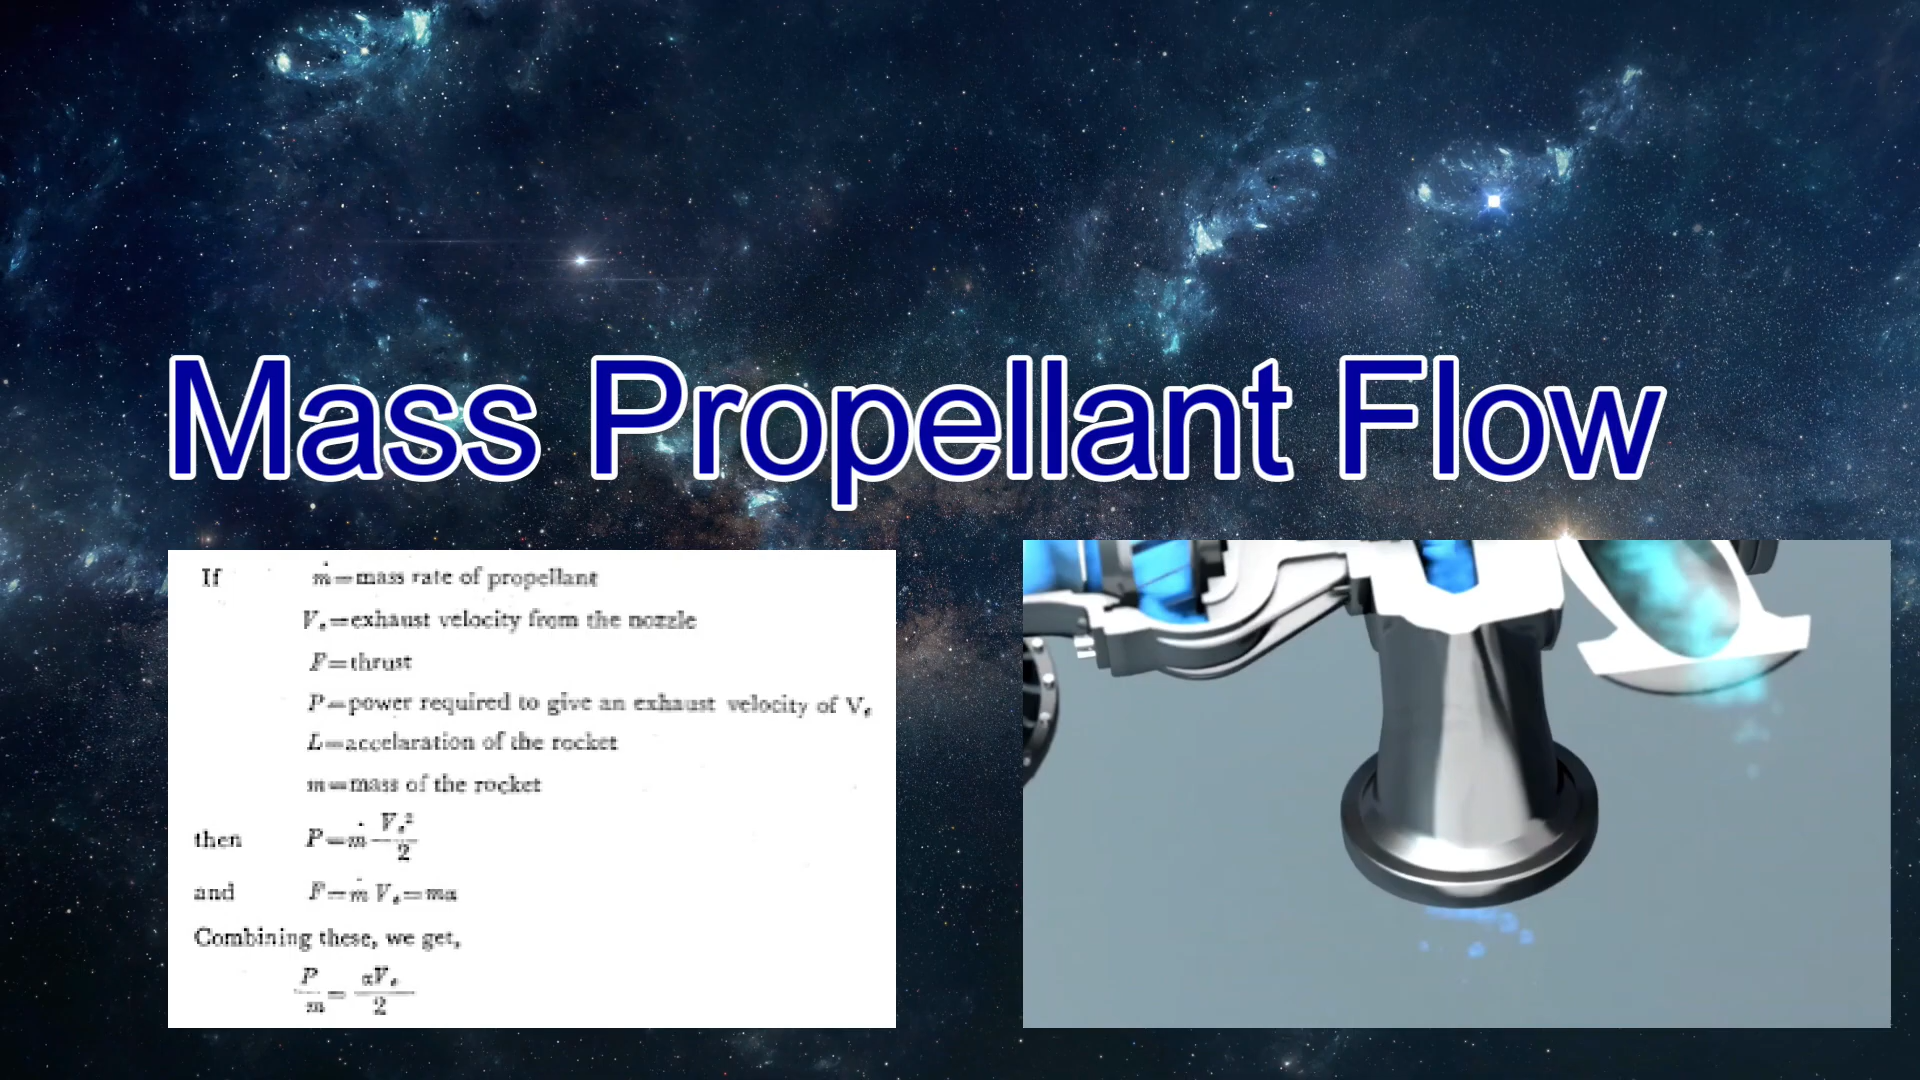 Mass Propellant Flow
If ṁ=mass rate of propellant
Vₑ=exhaust velocity from the nozzle
F=thrust
P=power required to give an exhaust velocity of Vₑ
L=accelaration of the rocket
m=mass of the rocket
then P=ṁ Vₑ²/2
and F=ṁ Vₑ=mα
Combining these, we get,
P/m = αVₑ/2